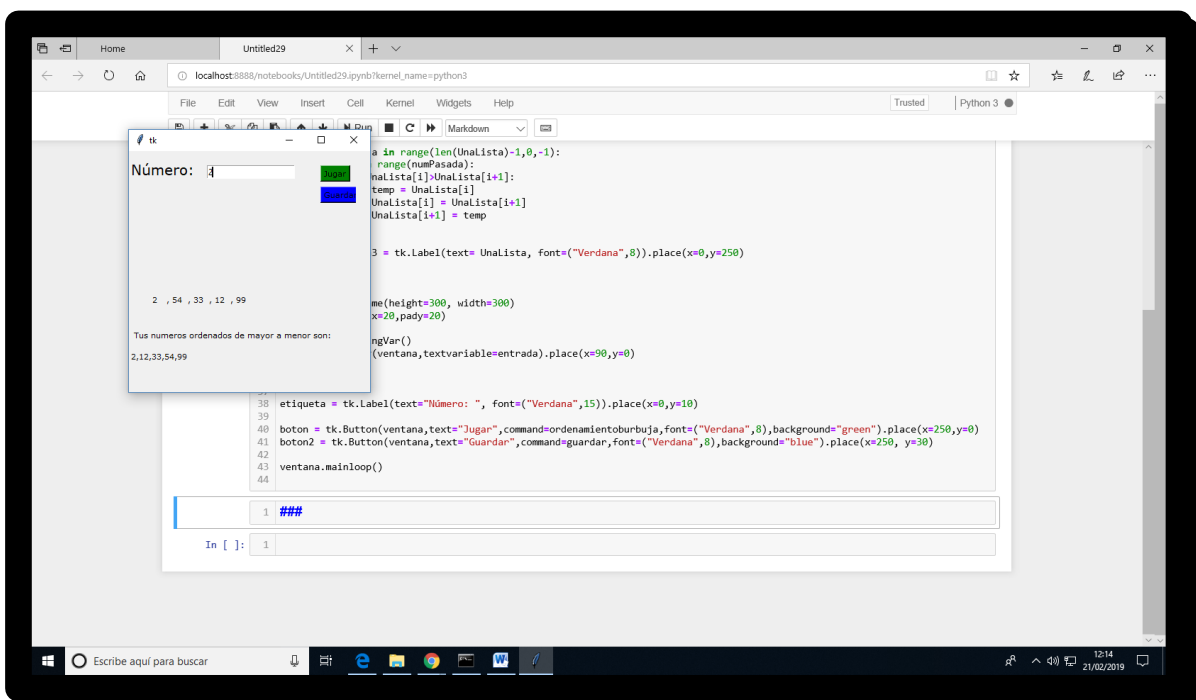 Home
Untitled29
localhost:8888/notebooks/Untitled29.ipynb?kernel_name=python3
File Edit View Insert Cell Kernel Widgets Help
Trusted
Python 3
Run
Markdown
tk
Número: 2
Jugar
2 ,54 ,33 ,12 ,99
Tus numeros ordenados de mayor a menor son:
2,12,33,54,99
a in range(len(UnaLista)-1,0,-1):
range(numPasada):
naLista[i]>UnaLista[i+1]:
temp = UnaLista[i]
UnaLista[i] = UnaLista[i+1]
UnaLista[i+1] = temp
3 = tk.Label(text= UnaLista, font=("Verdana",8)).place(x=0,y=250)
me(height=300, width=300)
x=20,pady=20)
ngVar()
(ventana,textvariable=entrada).place(x=90,y=0)
38 etiqueta = tk.Label(text="Número: ", font=("Verdana",15)).place(x=0,y=10)
39
40 boton = tk.Button(ventana,text="Jugar",command=ordenamientoburbuja,font=("Verdana",8),background="green").place(x=250,y=0)
41 boton2 = tk.Button(ventana,text="Guardar",command=guardar,font=("Verdana",8),background="blue").place(x=250, y=30)
42
43 ventana.mainloop()
44
1 ###
In [ ]: 1
Escribe aquí para buscar
12:14
21/02/2019